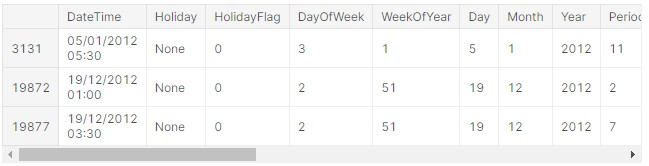 DateTime Holiday HolidayFlag DayOfWeek WeekOfYear Day Month Year Period
3131 05/01/2012 05:30 None 0 3 1 5 1 2012 11
19872 19/12/2012 01:00 None 0 2 51 19 12 2012 2
19877 19/12/2012 03:30 None 0 2 51 19 12 2012 7